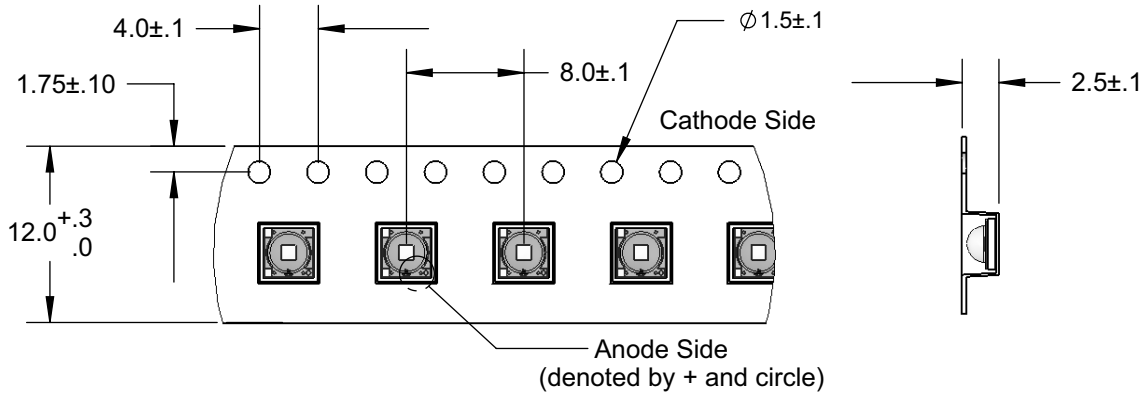 4.0±.1
∅1.5±.1
1.75±.10
8.0±.1
2.5±.1
Cathode Side
12.0+.3
.0
Anode Side
(denoted by + and circle)